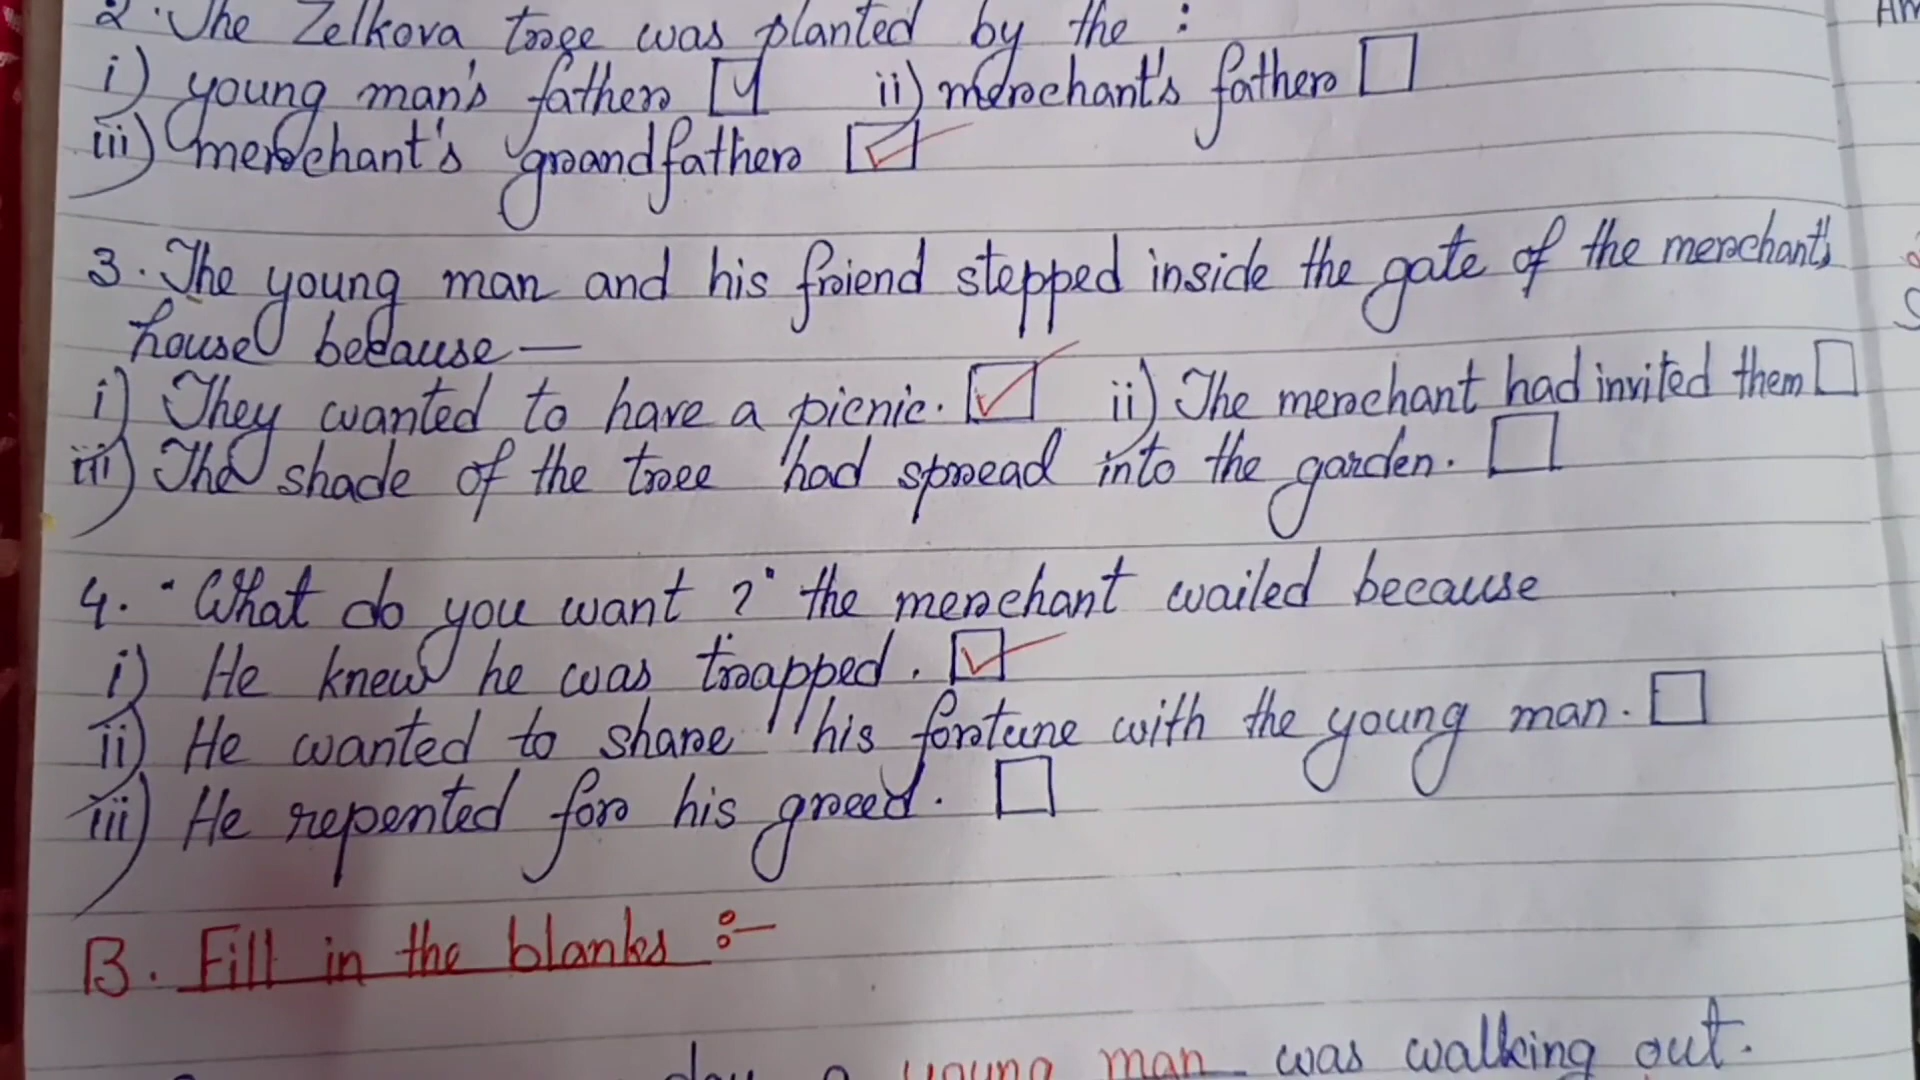 2. The Zelkova tree was planted by the :
i) young man's father ii) merchant's father
iii) merchant's grandfather
3. The young man and his friend stepped inside the gate of the merchant's
house because —
i) They wanted to have a picnic. ii) The merchant had invited them
iii) The shade of the tree had spread into the garden.
4. "What do you want ?" the merchant wailed because
i) He knew he was trapped.
ii) He wanted to share his fortune with the young man.
iii) He repented for his greed.
B. Fill in the blanks :-
day a young man was walking out.